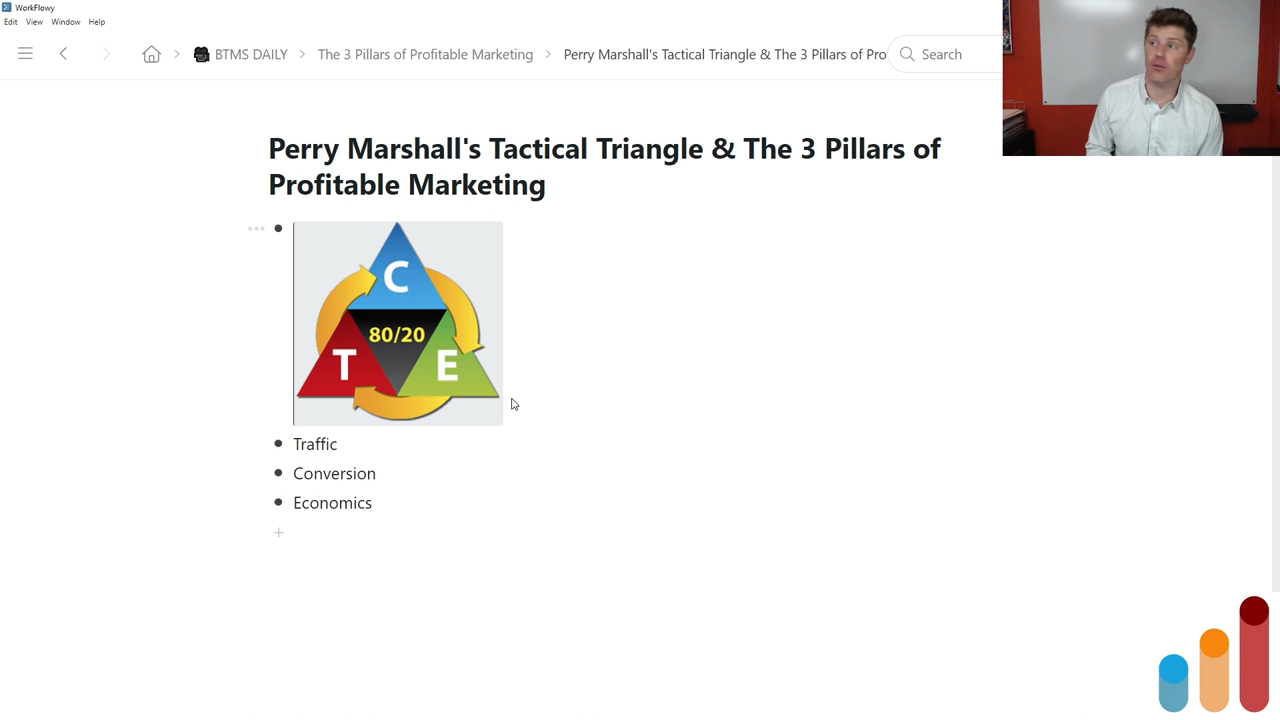 WorkFlowy
Edit View Window Help
BTMS DAILY The 3 Pillars of Profitable Marketing Perry Marshall's Tactical Triangle & The 3 Pillars of Pro
Search
Perry Marshall's Tactical Triangle & The 3 Pillars of
Profitable Marketing
C
80/20
T E
Traffic
Conversion
Economics